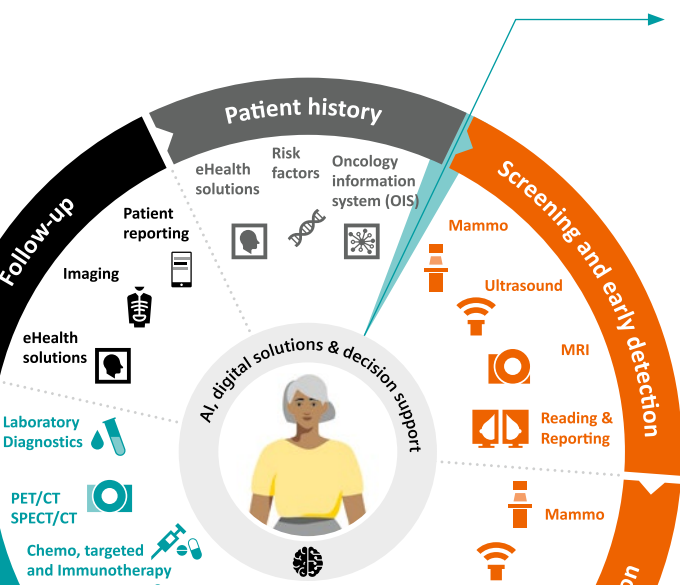 Patient history
eHealth
solutions
Risk
factors
Oncology
information
system (OIS)
Screening and early detection
Mammo
Ultrasound
MRI
Reading &
Reporting
Mammo
on
Follow-up
Patient
reporting
Imaging
eHealth
solutions
Laboratory
Diagnostics
PET/CT
SPECT/CT
Chemo, targeted
and Immunotherapy
AI, digital solutions & decision support